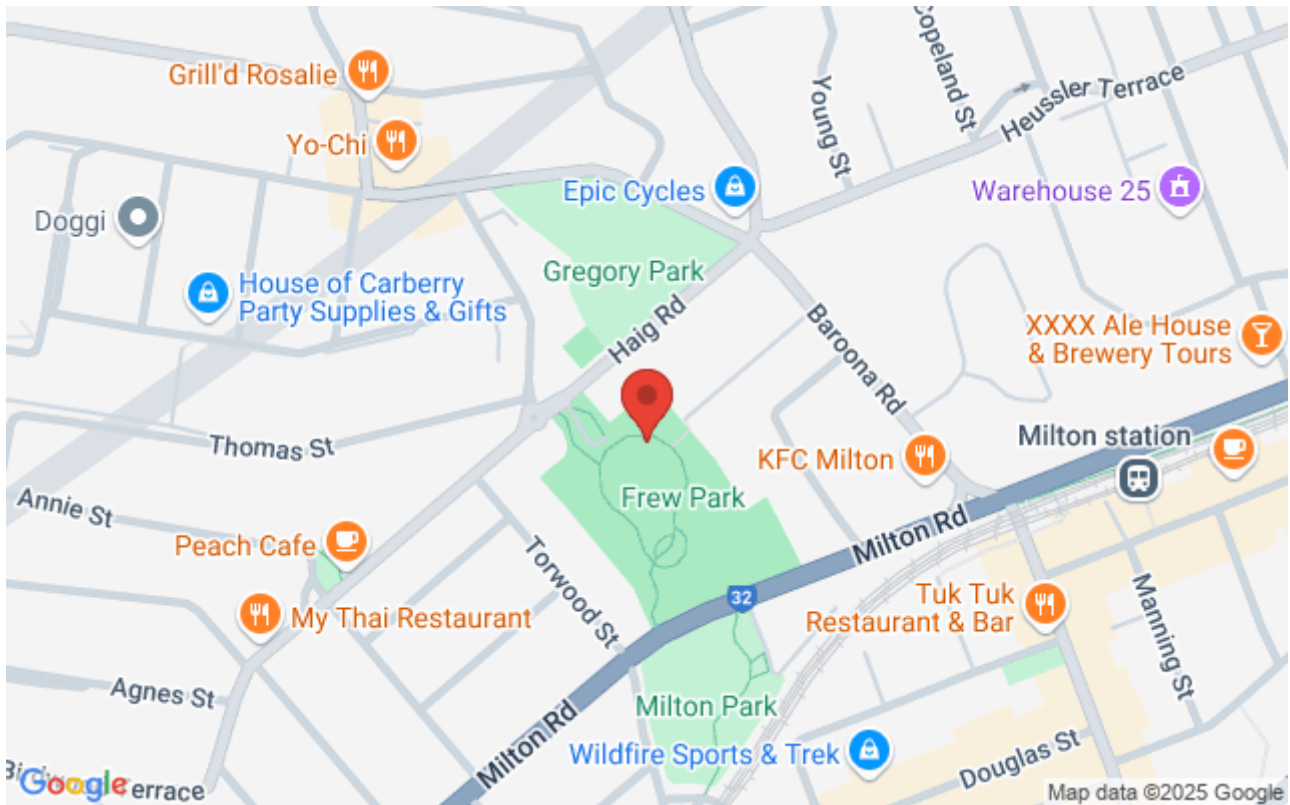 Copeland St
Grill'd Rosalie
Heussler Terrace
Young St
Yo-Chi
Epic Cycles
Warehouse 25
Doggi
Gregory Park
House of Carberry
Party Supplies & Gifts
Haig Rd
Baroona Rd
XXXX Ale House
& Brewery Tours
Thomas St
Milton station
KFC Milton
Frew Park
Annie St
Milton Rd
Peach Cafe
Torwood St
32
Tuk Tuk
Restaurant & Bar
Manning St
My Thai Restaurant
Agnes St
Milton Park
Milton Rd
Wildfire Sports & Trek
Douglas St
Terrace
Google
Map data ©2025 Google